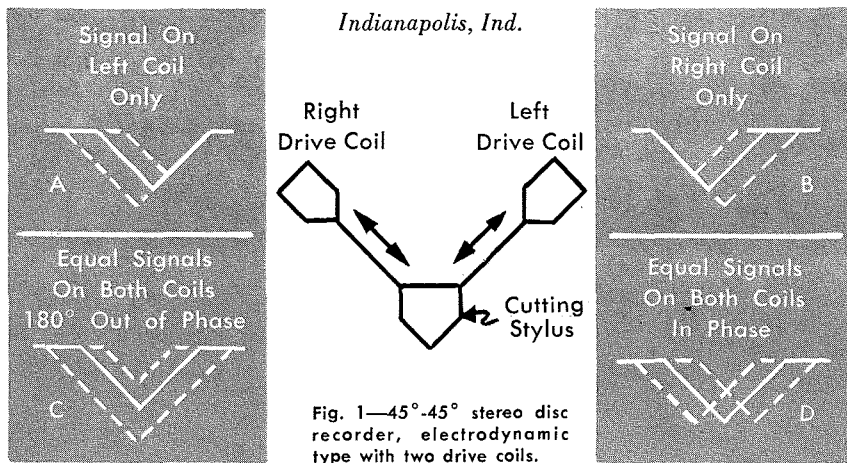 Indianapolis, Ind.
Signal On
Left Coil
Only
A
Equal Signals
On Both Coils
180° Out of Phase
C
Right
Drive Coil
Left
Drive Coil
Cutting
Stylus
Fig. 1—45°-45° stereo disc
recorder, electrodynamic
type with two drive coils.
Signal On
Right Coil
Only
B
Equal Signals
On Both Coils
In Phase
D